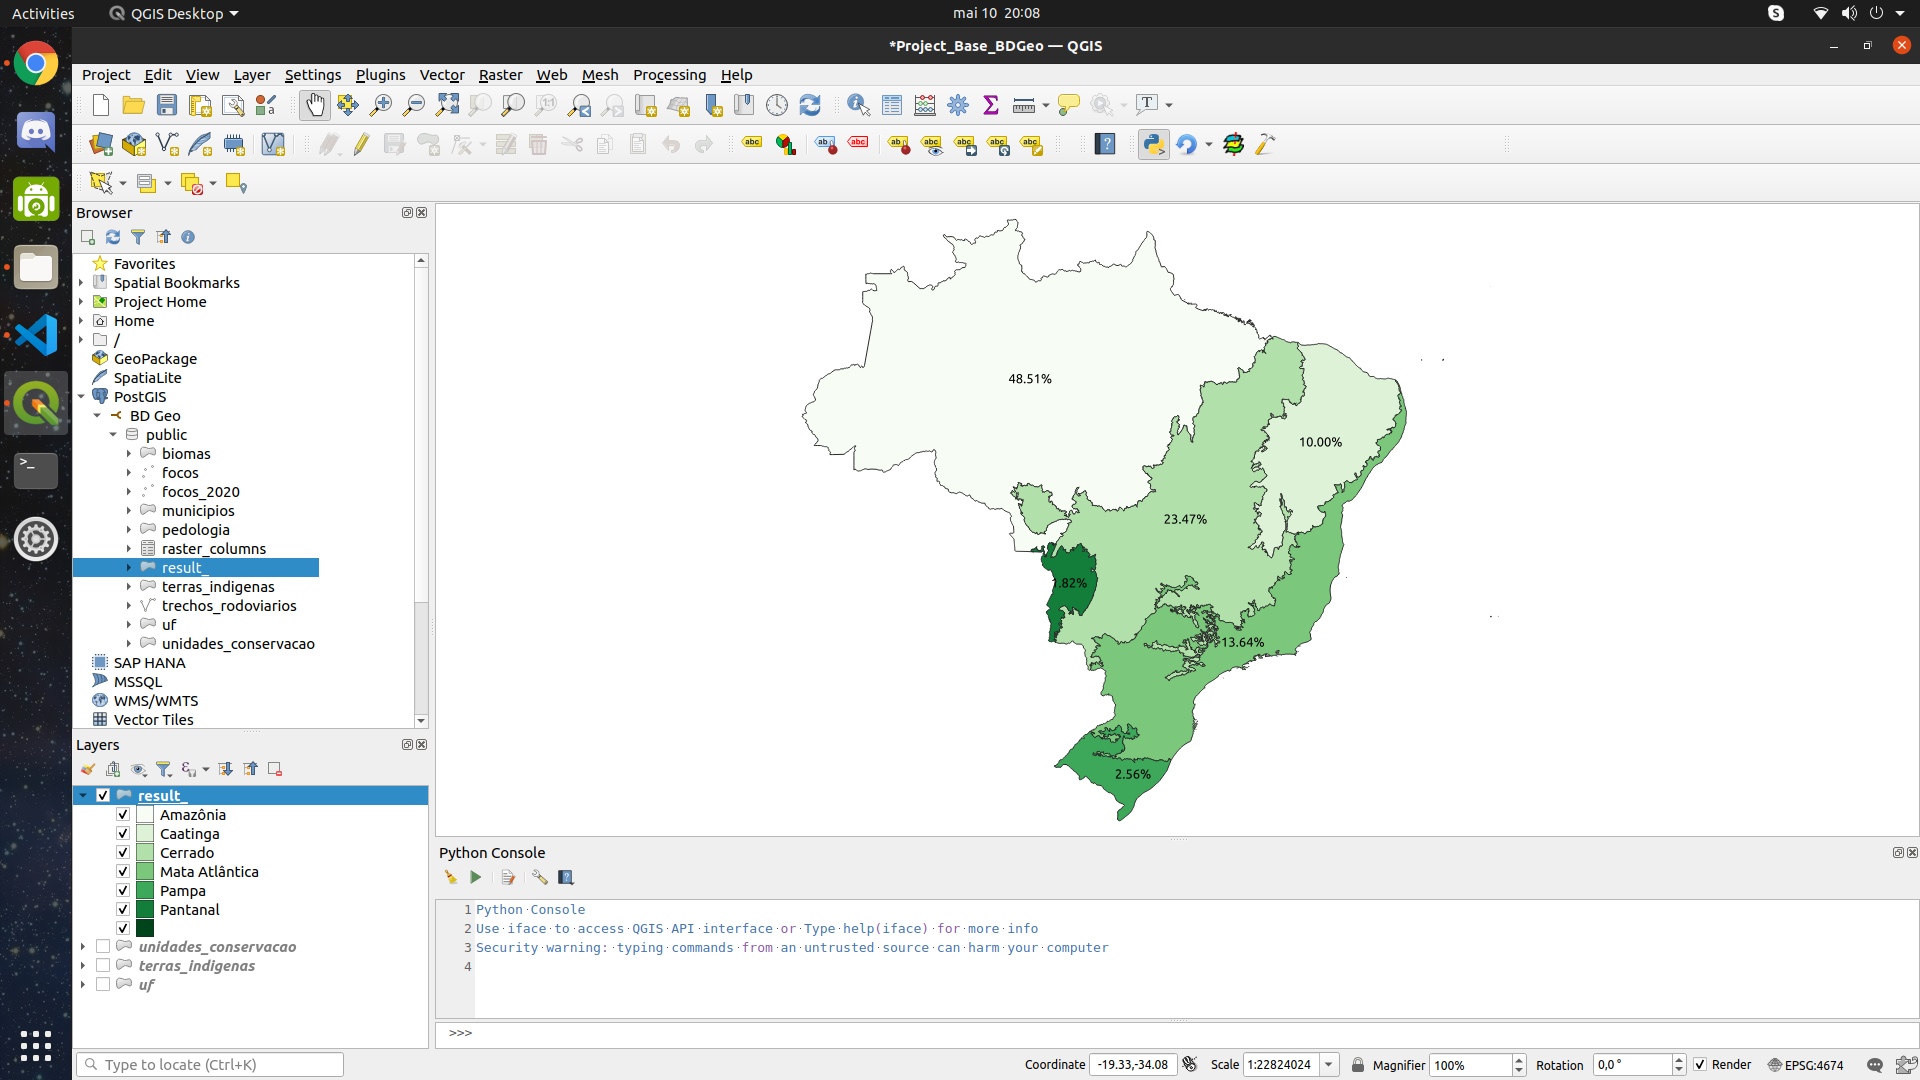 Activities QGIS Desktop mai 10 20:08
*Project_Base_BDGeo — QGIS
Project Edit View Layer Settings Plugins Vector Raster Web Mesh Processing Help
Browser
Favorites
Spatial Bookmarks
Project Home
Home
/
GeoPackage
SpatiaLite
PostGIS
BD Geo
public
biomas
focos
focos_2020
municipios
pedologia
raster_columns
result_
terras_indigenas
trechos_rodoviarios
uf
unidades_conservacao
SAP HANA
MSSQL
WMS/WMTS
Vector Tiles
Layers
result_
Amazônia
Caatinga
Cerrado
Mata Atlântica
Pampa
Pantanal
unidades_conservacao
terras_indigenas
uf
48.51%
10.00%
23.47%
1.82%
13.64%
2.56%
Python Console
1 Python Console
2 Use iface to access QGIS API interface or Type help(iface) for more info
3 Security warning: typing commands from an untrusted source can harm your computer
4
>>>
Type to locate (Ctrl+K) Coordinate -19.33,-34.08 Scale 1:22824024 Magnifier 100% Rotation 0,0 ° Render EPSG:4674